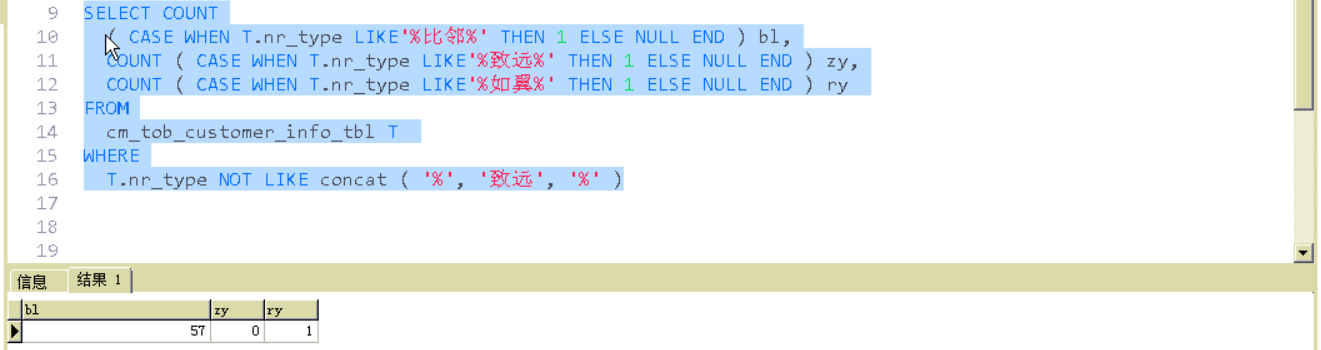 9 SELECT COUNT
10 ( CASE WHEN T.nr_type LIKE'%比邻%' THEN 1 ELSE NULL END ) bl,
11 COUNT ( CASE WHEN T.nr_type LIKE'%致远%' THEN 1 ELSE NULL END ) zy,
12 COUNT ( CASE WHEN T.nr_type LIKE'%如翼%' THEN 1 ELSE NULL END ) ry
13 FROM
14 cm_tob_customer_info_tbl T
15 WHERE
16 T.nr_type NOT LIKE concat ( '%', '致远', '%' )
17
18
19
信息 结果 1
bl zy ry
57 0 1